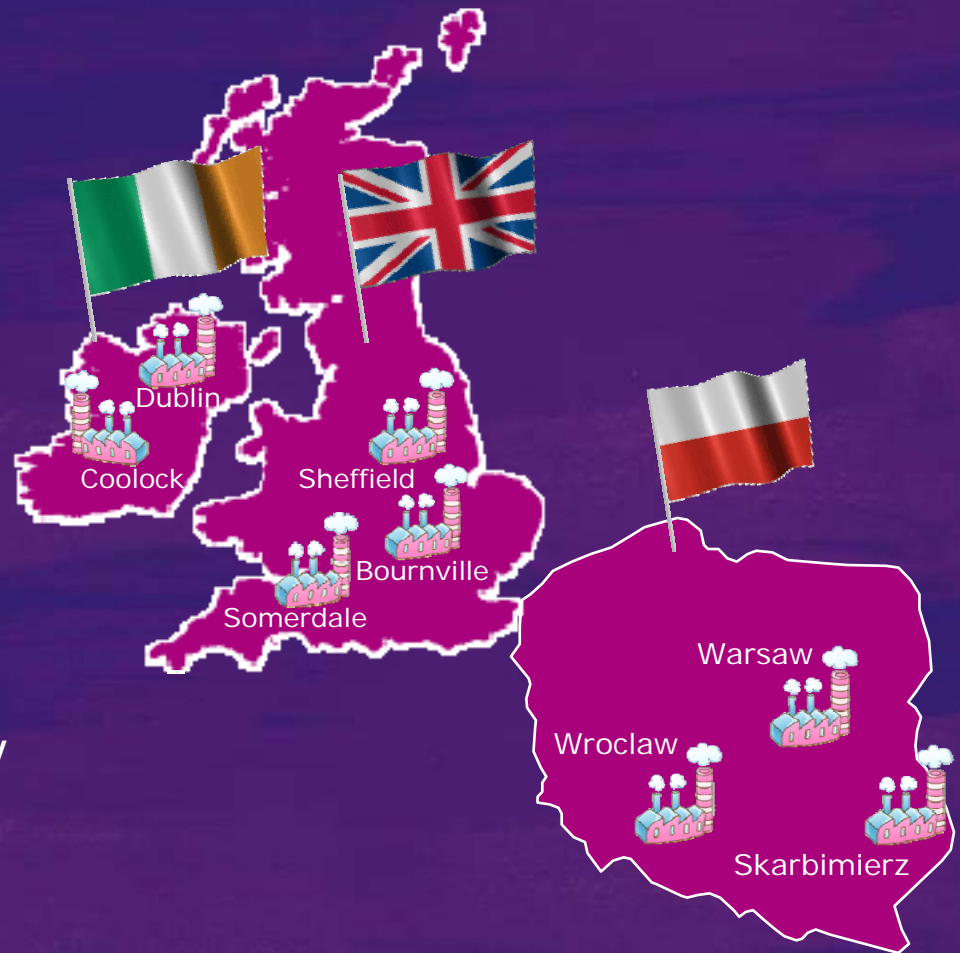 Dublin
Coolock
Sheffield
Bournville
Somerdale
Warsaw
Wroclaw
Skarbimierz